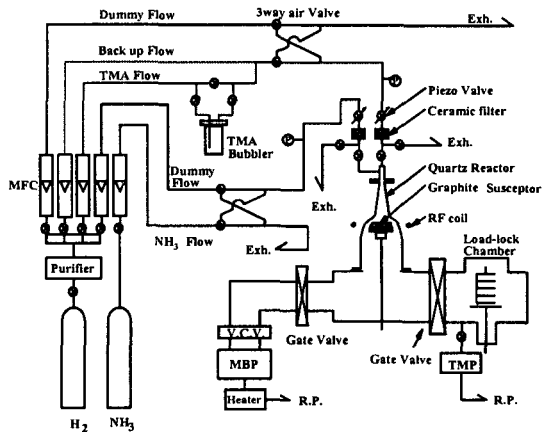 Dummy Flow
3way air Valve
Exh.
Back up Flow
TMA Flow
P
Piezo Valve
Ceramic filter
TMA
Bubbler
P
Exh.
MFC
Dummy
Flow
Quartz Reactor
Graphite Susceptor
Exh.
RF coil
NH3 Flow
Exh.
Load-lock
Chamber
Purifier
V.C.V.
Gate Valve
Gate Valve
MBP
TMP
Heater
R.P.
R.P.
H2
NH3